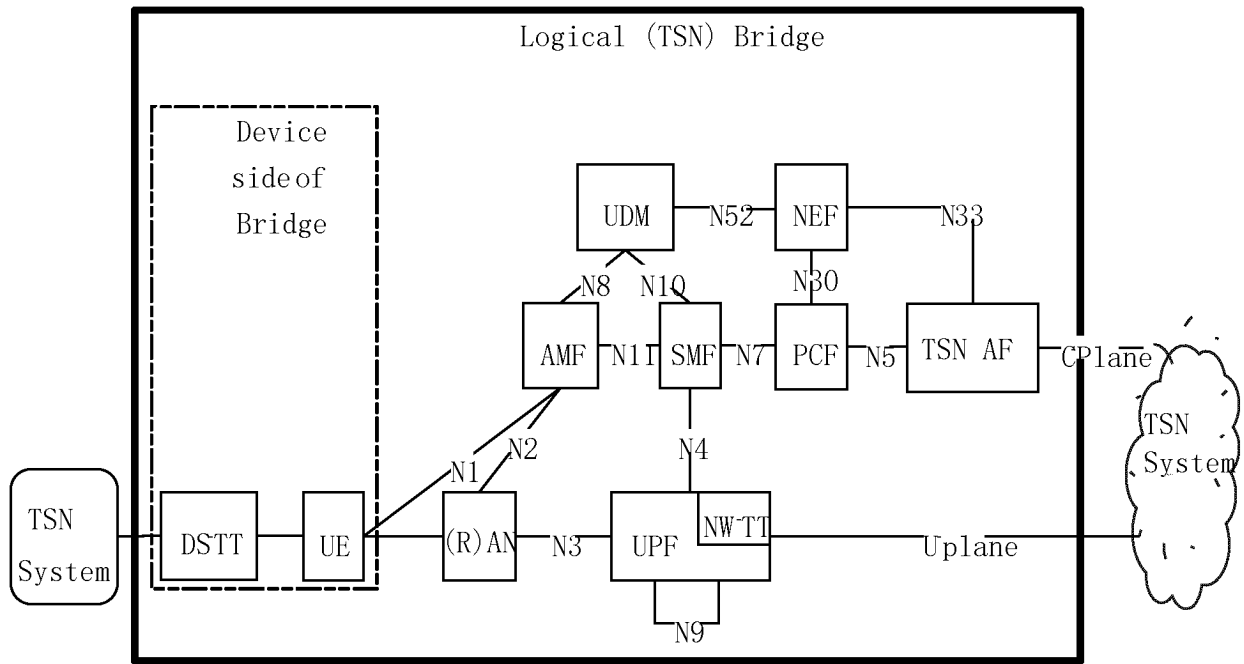 Logical (TSN) Bridge
Device
side of
Bridge
UDM
N52
NEF
N33
N8
N10
N30
AMF
N11
SMF
N7
PCF
N5
TSN AF
CPlane
N1
N2
N4
TSN
System
TSN
System
DSTT
UE
(R)AN
N3
UPF
NW-TT
Uplane
N9